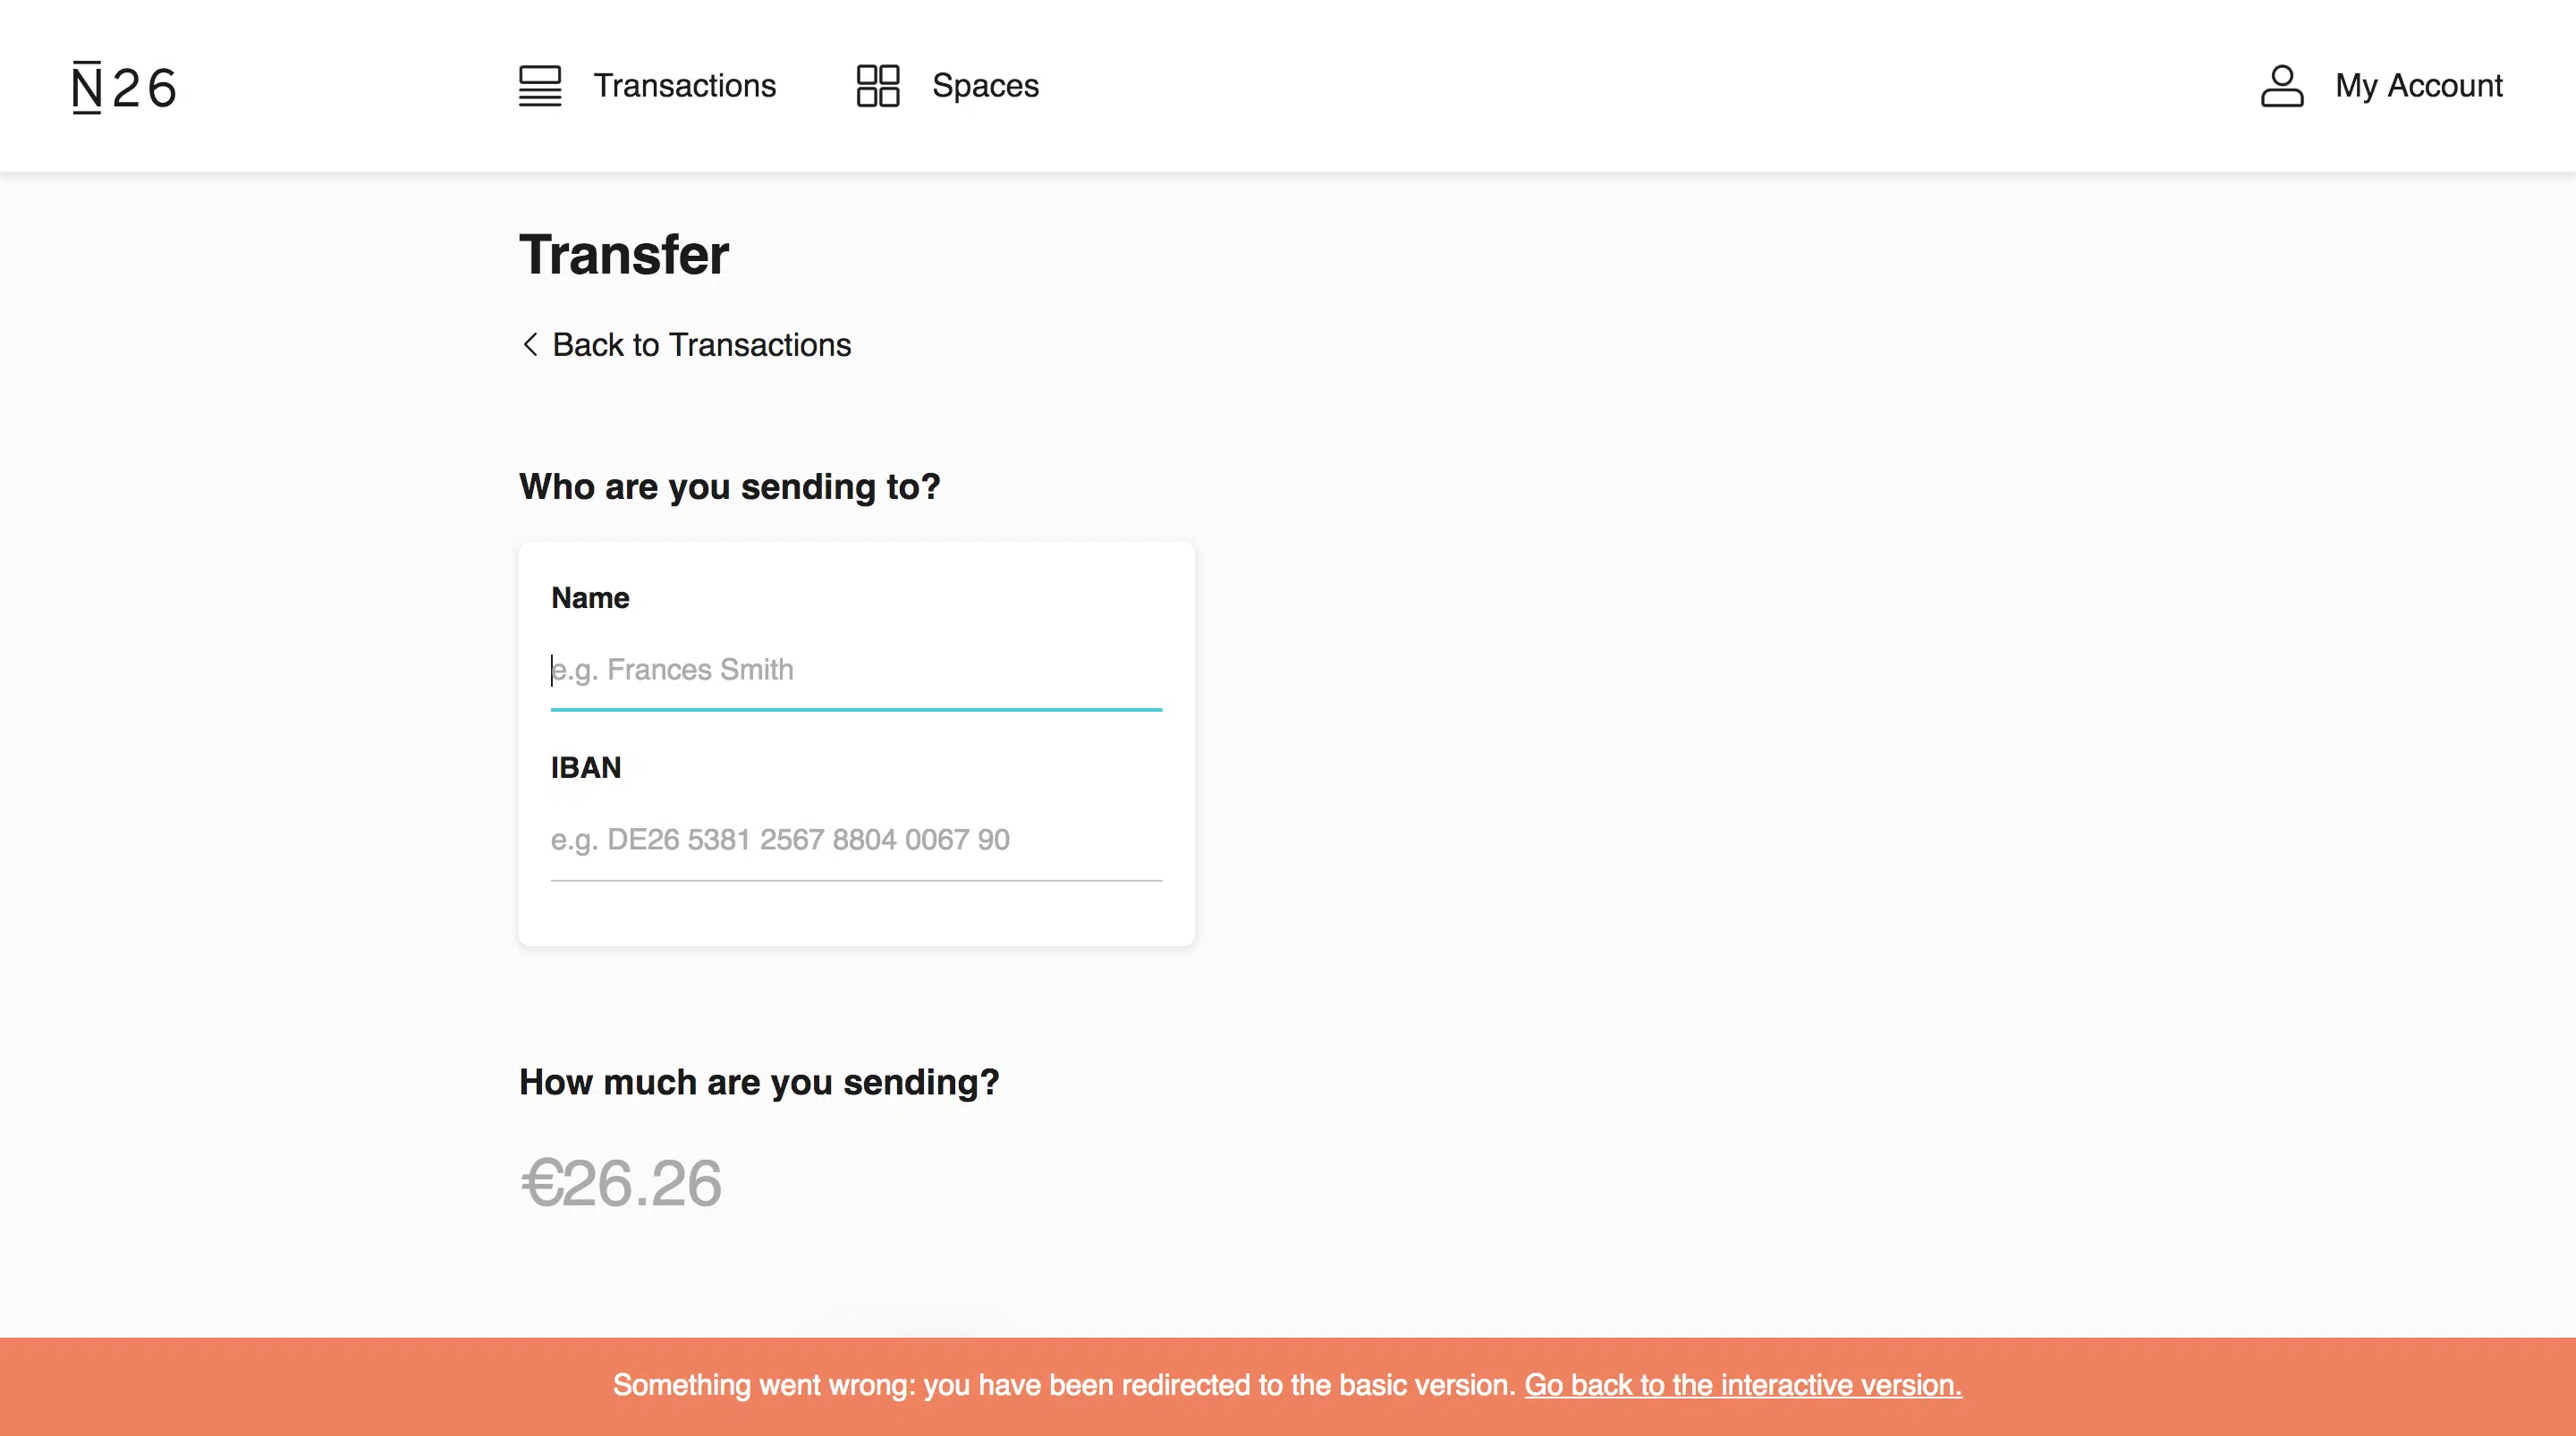 N26
Transactions
Spaces
My Account
Transfer
Back to Transactions
Who are you sending to?
Name
e.g. Frances Smith
IBAN
e.g. DE26 5381 2567 8804 0067 90
How much are you sending?
€26.26
Something went wrong: you have been redirected to the basic version. Go back to the interactive version.